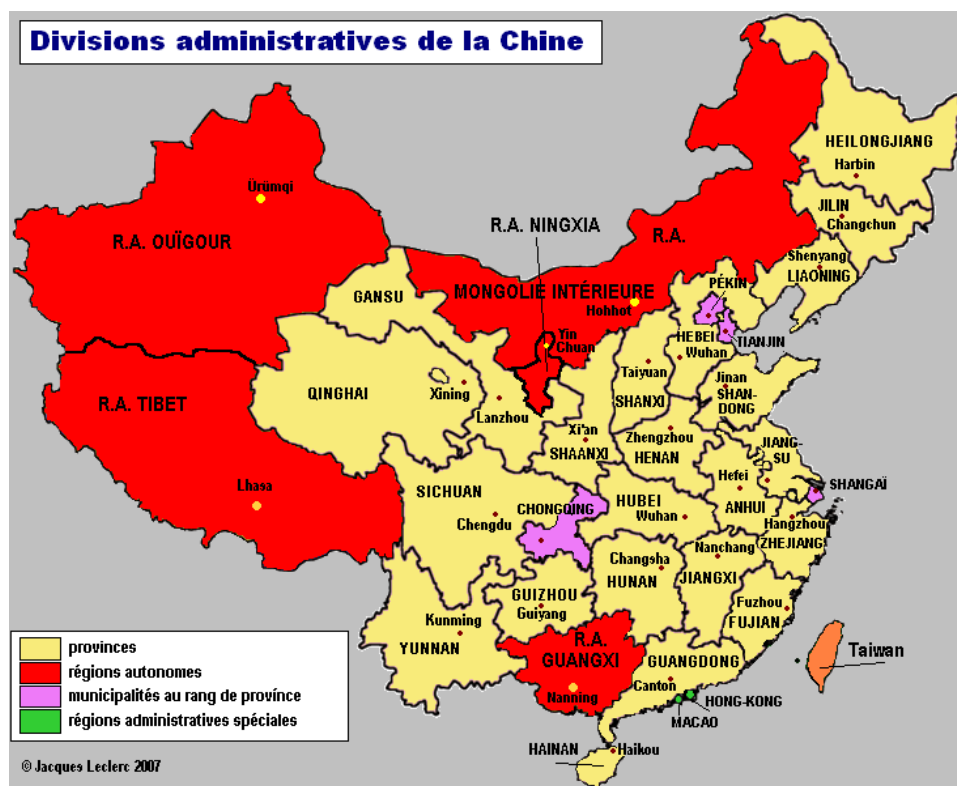 Divisions administratives de la Chine
HEILONGJIANG
Harbin
JILIN
Changchun
Ürümqi
R.A. OUÏGOUR
R.A. NINGXIA
R.A.
Shenyang
LIAONING
GANSU
MONGOLIE INTÉRIEURE
Hohhot
PÉKIN
HEBEI
Wuhan
TIANJIN
Yin
Chuan
QINGHAI
Xining
Lanzhou
Taiyuan
SHANXI
Jinan
SHAN-
DONG
R.A. TIBET
Xi'an
SHAANXI
Zhengzhou
HENAN
JIANG-
SU
Hefei
ANHUI
SHANGAÏ
Lhasa
SICHUAN
Chengdu
CHONGQING
HUBEI
Wuhan
Hangzhou
ZHEJIANG
Changsha
HUNAN
Nanchang
JIANGXI
GUIZHOU
Guiyang
Fuzhou
FUJIAN
Kunming
YUNNAN
R.A.
GUANGXI
Nanning
GUANGDONG
Canton
Taiwan
HONG-KONG
MACAO
HAINAN
Haikou
provinces
régions autonomes
municipalités au rang de province
régions administratives spéciales
© Jacques Leclerc 2007